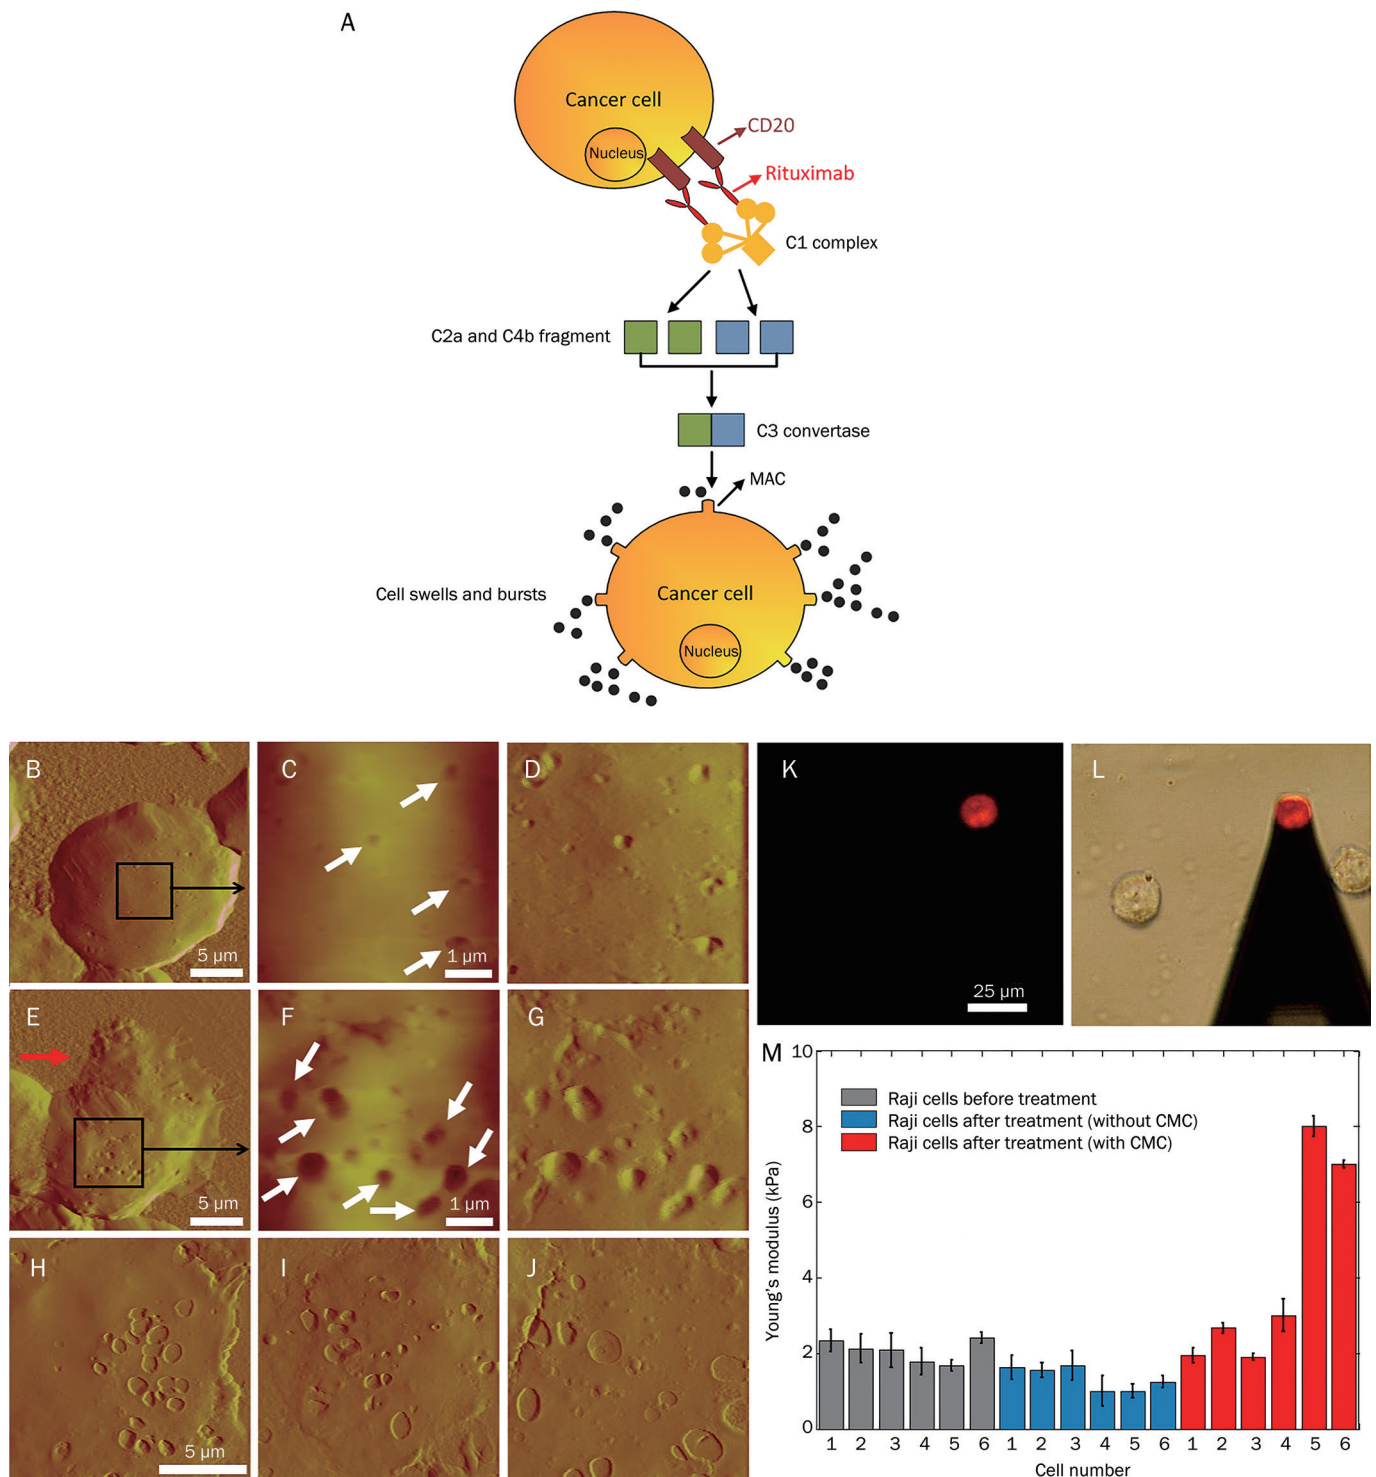 A
Cancer cell
CD20
Nucleus
Rituximab
C1 complex
C2a and C4b fragment
C3 convertase
MAC
Cell swells and bursts
Cancer cell
Nucleus
B
5 μm
C
1 μm
D
K
25 μm
L
E
5 μm
F
1 μm
G
H
5 μm
I
J
M
10
8
6
4
2
0
Young's modulus (kPa)
Raji cells before treatment
Raji cells after treatment (without CMC)
Raji cells after treatment (with CMC)
1 2 3 4 5 6 1 2 3 4 5 6 1 2 3 4 5 6
Cell number